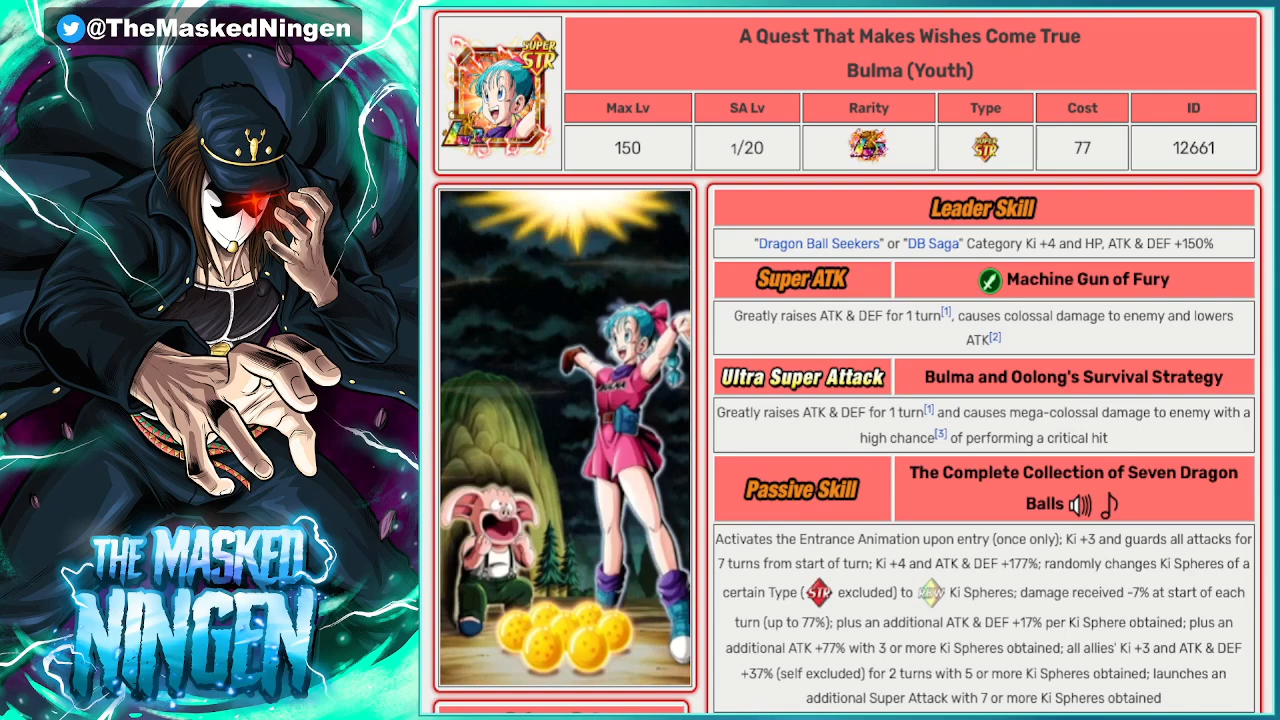 @TheMaskedNingen
THE MASKED
NINGEN
SUPER
STR
LR
A Quest That Makes Wishes Come True
Bulma (Youth)
Max Lv SA Lv Rarity Type Cost ID
150 1/20 LR SUPER STR 77 12661
Leader Skill
"Dragon Ball Seekers" or "DB Saga" Category Ki +4 and HP, ATK & DEF +150%
Super ATK Machine Gun of Fury
Greatly raises ATK & DEF for 1 turn[1], causes colossal damage to enemy and lowers
ATK[2]
Ultra Super Attack Bulma and Oolong's Survival Strategy
Greatly raises ATK & DEF for 1 turn[1] and causes mega-colossal damage to enemy with a
high chance[3] of performing a critical hit
Passive Skill The Complete Collection of Seven Dragon
Balls
Activates the Entrance Animation upon entry (once only); Ki +3 and guards all attacks for
7 turns from start of turn; Ki +4 and ATK & DEF +177%; randomly changes Ki Spheres of a
certain Type (STR excluded) to RBW Ki Spheres; damage received -7% at start of each
turn (up to 77%); plus an additional ATK & DEF +17% per Ki Sphere obtained; plus an
additional ATK +77% with 3 or more Ki Spheres obtained; all allies' Ki +3 and ATK & DEF
+37% (self excluded) for 2 turns with 5 or more Ki Spheres obtained; launches an
additional Super Attack with 7 or more Ki Spheres obtained